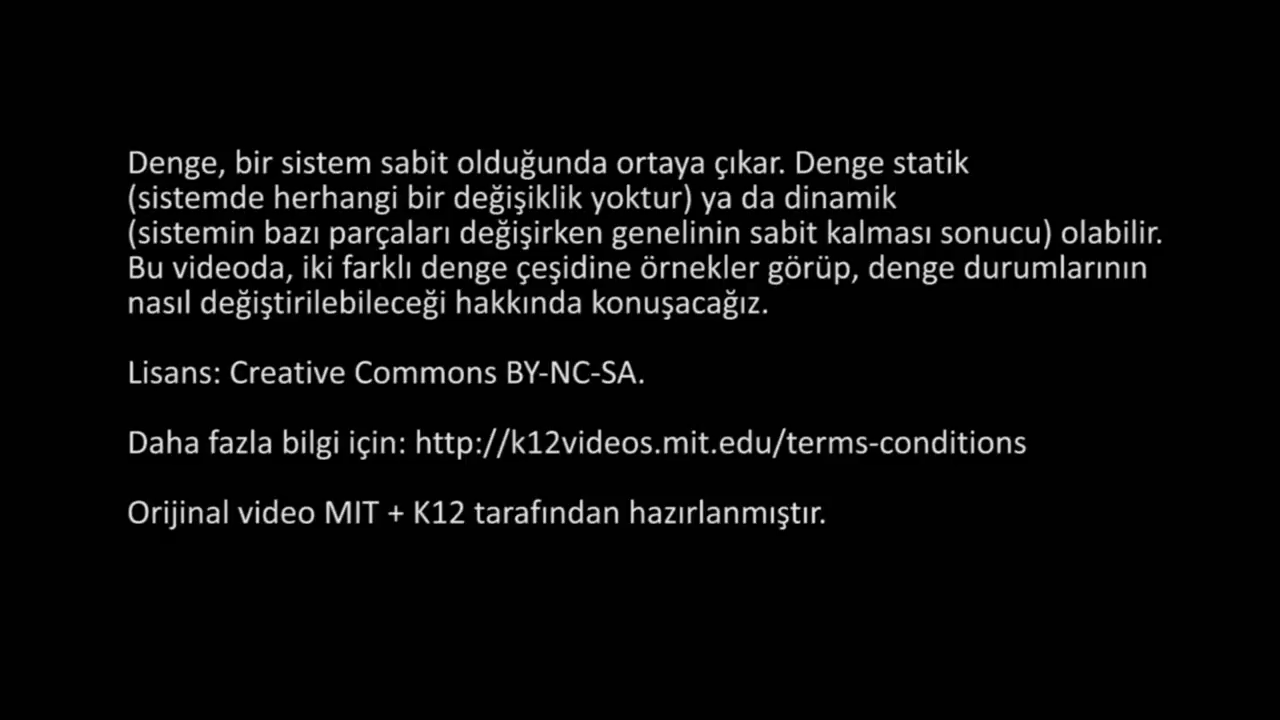 Denge, bir sistem sabit olduğunda ortaya çıkar. Denge statik
(sistemde herhangi bir değişiklik yoktur) ya da dinamik
(sistemin bazı parçaları değişirken genelinin sabit kalması sonucu) olabilir.
Bu videoda, iki farklı denge çeşidine örnekler görüp, denge durumlarının
nasıl değiştirilebileceği hakkında konuşacağız.
Lisans: Creative Commons BY-NC-SA.
Daha fazla bilgi için: http://k12videos.mit.edu/terms-conditions
Orijinal video MIT + K12 tarafından hazırlanmıştır.